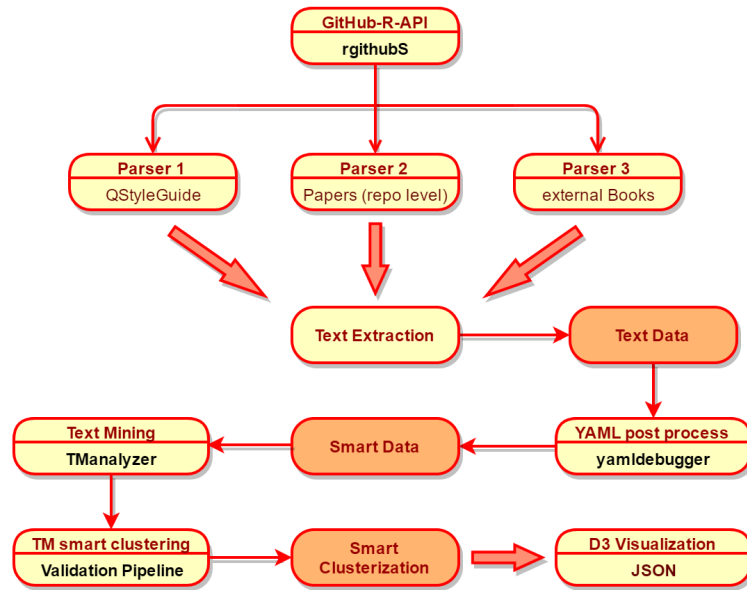 GitHub-R-API
rgithubS
Parser 1
QStyleGuide
Parser 2
Papers (repo level)
Parser 3
external Books
Text Extraction
Text Data
YAML post process
yamldebugger
Smart Data
Text Mining
TManalyzer
TM smart clustering
Validation Pipeline
Smart
Clusterization
D3 Visualization
JSON